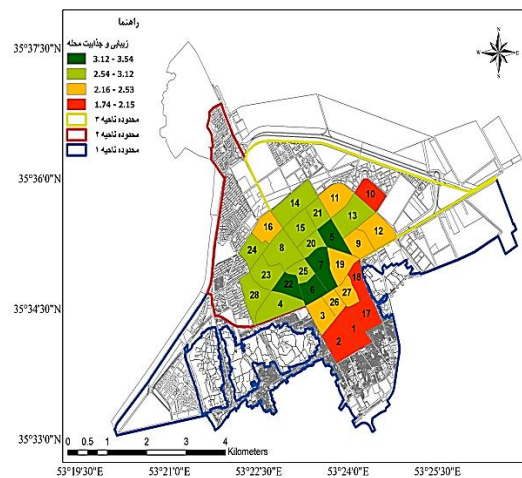 راهنما
زیبایی و جذابیت محله
3.12 - 3.54
2.54 - 3.12
2.16 - 2.53
1.74 - 2.15
محدوده ناحیه ۳
محدوده ناحیه ۲
محدوده ناحیه ۱
N
35°37'30"N
35°36'0"N
35°34'30"N
35°33'0"N
10
11
14
13
21
16
15
12
5
9
20
8
24
19
7
25
23
18
22
27
6
28
26
4
3
17
1
2
0 0.5 1 2 3 4
Kilometers
53°19'30"E 53°21'0"E 53°22'30"E 53°24'0"E 53°25'30"E